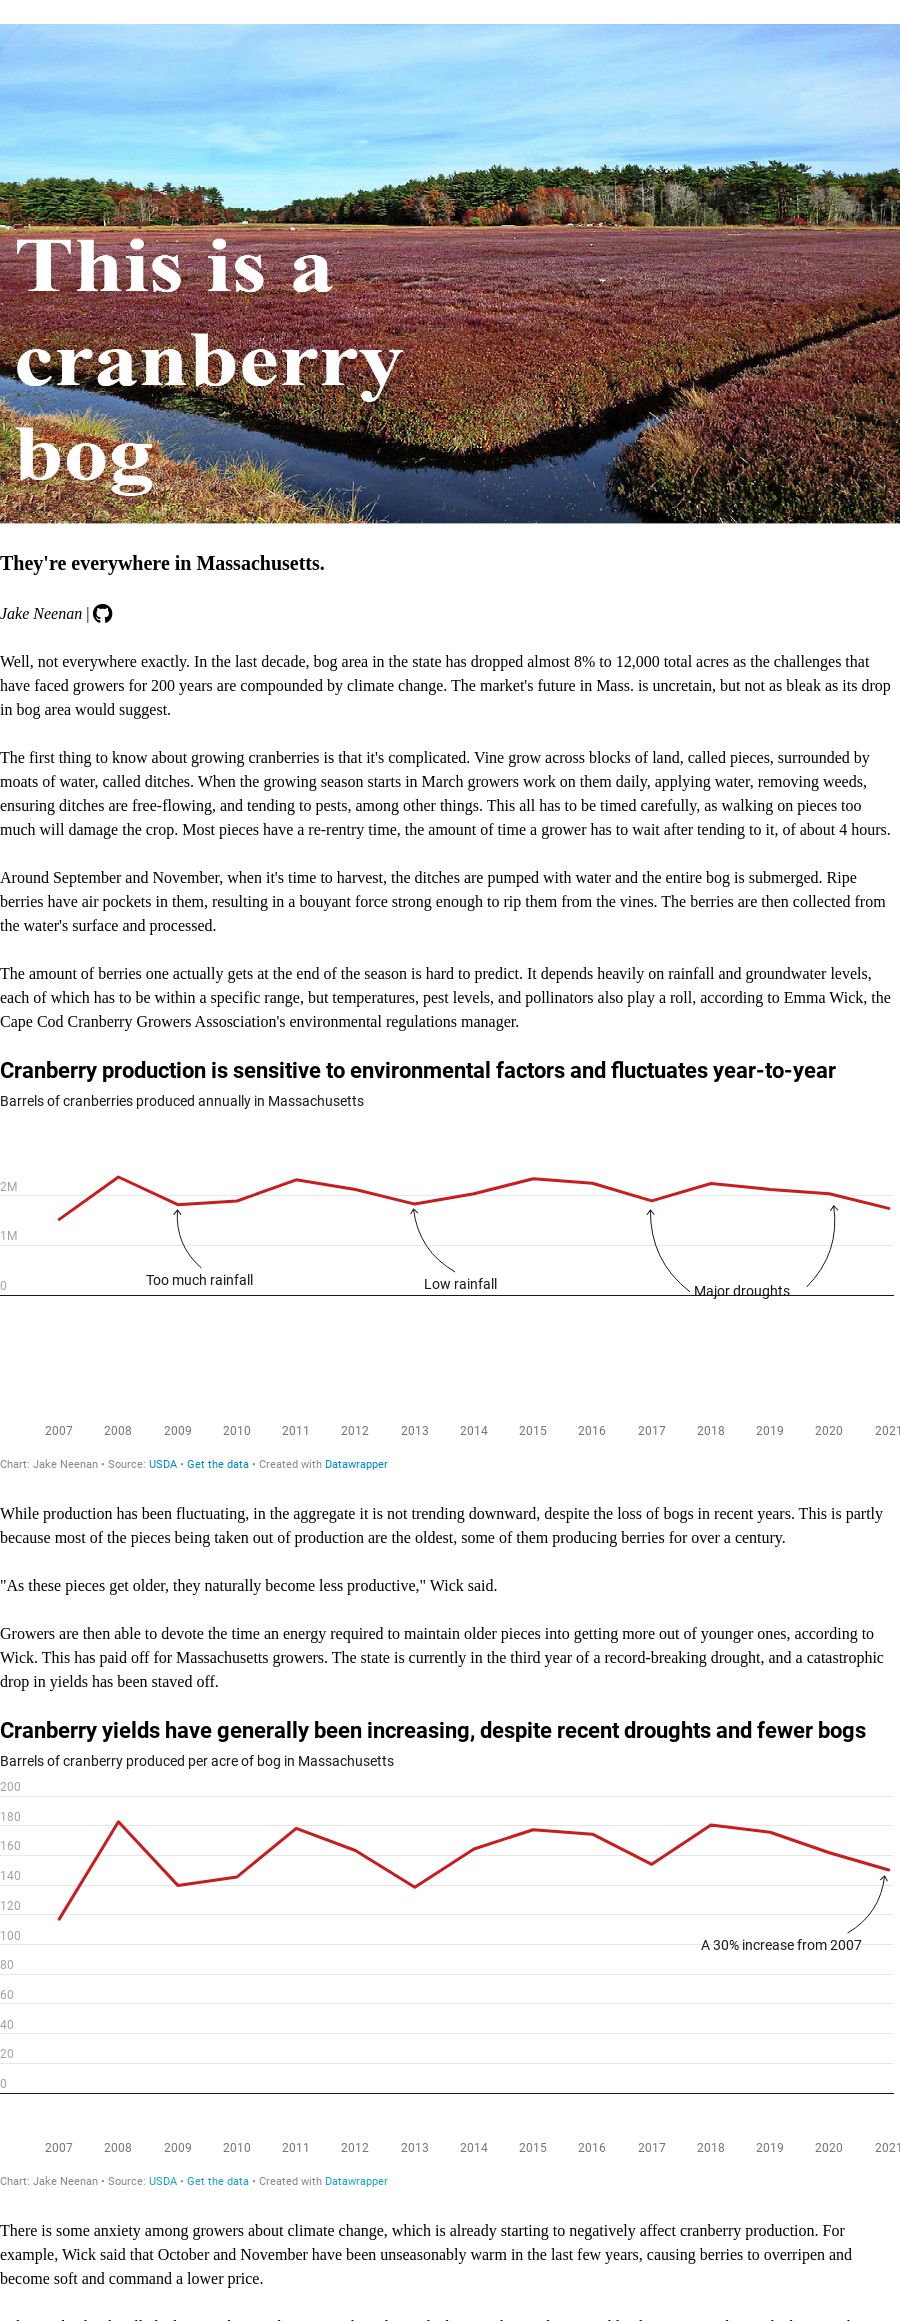 This is a
cranberry
bog
They're everywhere in Massachusetts.
Jake Neenan |
Well, not everywhere exactly. In the last decade, bog area in the state has dropped almost 8% to 12,000 total acres as the challenges that
have faced growers for 200 years are compounded by climate change. The market's future in Mass. is uncretain, but not as bleak as its drop
in bog area would suggest.
The first thing to know about growing cranberries is that it's complicated. Vine grow across blocks of land, called pieces, surrounded by
moats of water, called ditches. When the growing season starts in March growers work on them daily, applying water, removing weeds,
ensuring ditches are free-flowing, and tending to pests, among other things. This all has to be timed carefully, as walking on pieces too
much will damage the crop. Most pieces have a re-rentry time, the amount of time a grower has to wait after tending to it, of about 4 hours.
Around September and November, when it's time to harvest, the ditches are pumped with water and the entire bog is submerged. Ripe
berries have air pockets in them, resulting in a bouyant force strong enough to rip them from the vines. The berries are then collected from
the water's surface and processed.
The amount of berries one actually gets at the end of the season is hard to predict. It depends heavily on rainfall and groundwater levels,
each of which has to be within a specific range, but temperatures, pest levels, and pollinators also play a roll, according to Emma Wick, the
Cape Cod Cranberry Growers Assosciation's environmental regulations manager.
Cranberry production is sensitive to environmental factors and fluctuates year-to-year
Barrels of cranberries produced annually in Massachusetts
2M
1M
0
Too much rainfall
Low rainfall
Major droughts
2007 2008 2009 2010 2011 2012 2013 2014 2015 2016 2017 2018 2019 2020 2021
Chart: Jake Neenan • Source: USDA • Get the data • Created with Datawrapper
While production has been fluctuating, in the aggregate it is not trending downward, despite the loss of bogs in recent years. This is partly
because most of the pieces being taken out of production are the oldest, some of them producing berries for over a century.
"As these pieces get older, they naturally become less productive," Wick said.
Growers are then able to devote the time an energy required to maintain older pieces into getting more out of younger ones, according to
Wick. This has paid off for Massachusetts growers. The state is currently in the third year of a record-breaking drought, and a catastrophic
drop in yields has been staved off.
Cranberry yields have generally been increasing, despite recent droughts and fewer bogs
Barrels of cranberry produced per acre of bog in Massachusetts
200
180
160
140
120
100
80
60
40
20
0
A 30% increase from 2007
2007 2008 2009 2010 2011 2012 2013 2014 2015 2016 2017 2018 2019 2020 2021
Chart: Jake Neenan • Source: USDA • Get the data • Created with Datawrapper
There is some anxiety among growers about climate change, which is already starting to negatively affect cranberry production. For
example, Wick said that October and November have been unseasonably warm in the last few years, causing berries to overripen and
become soft and command a lower price.